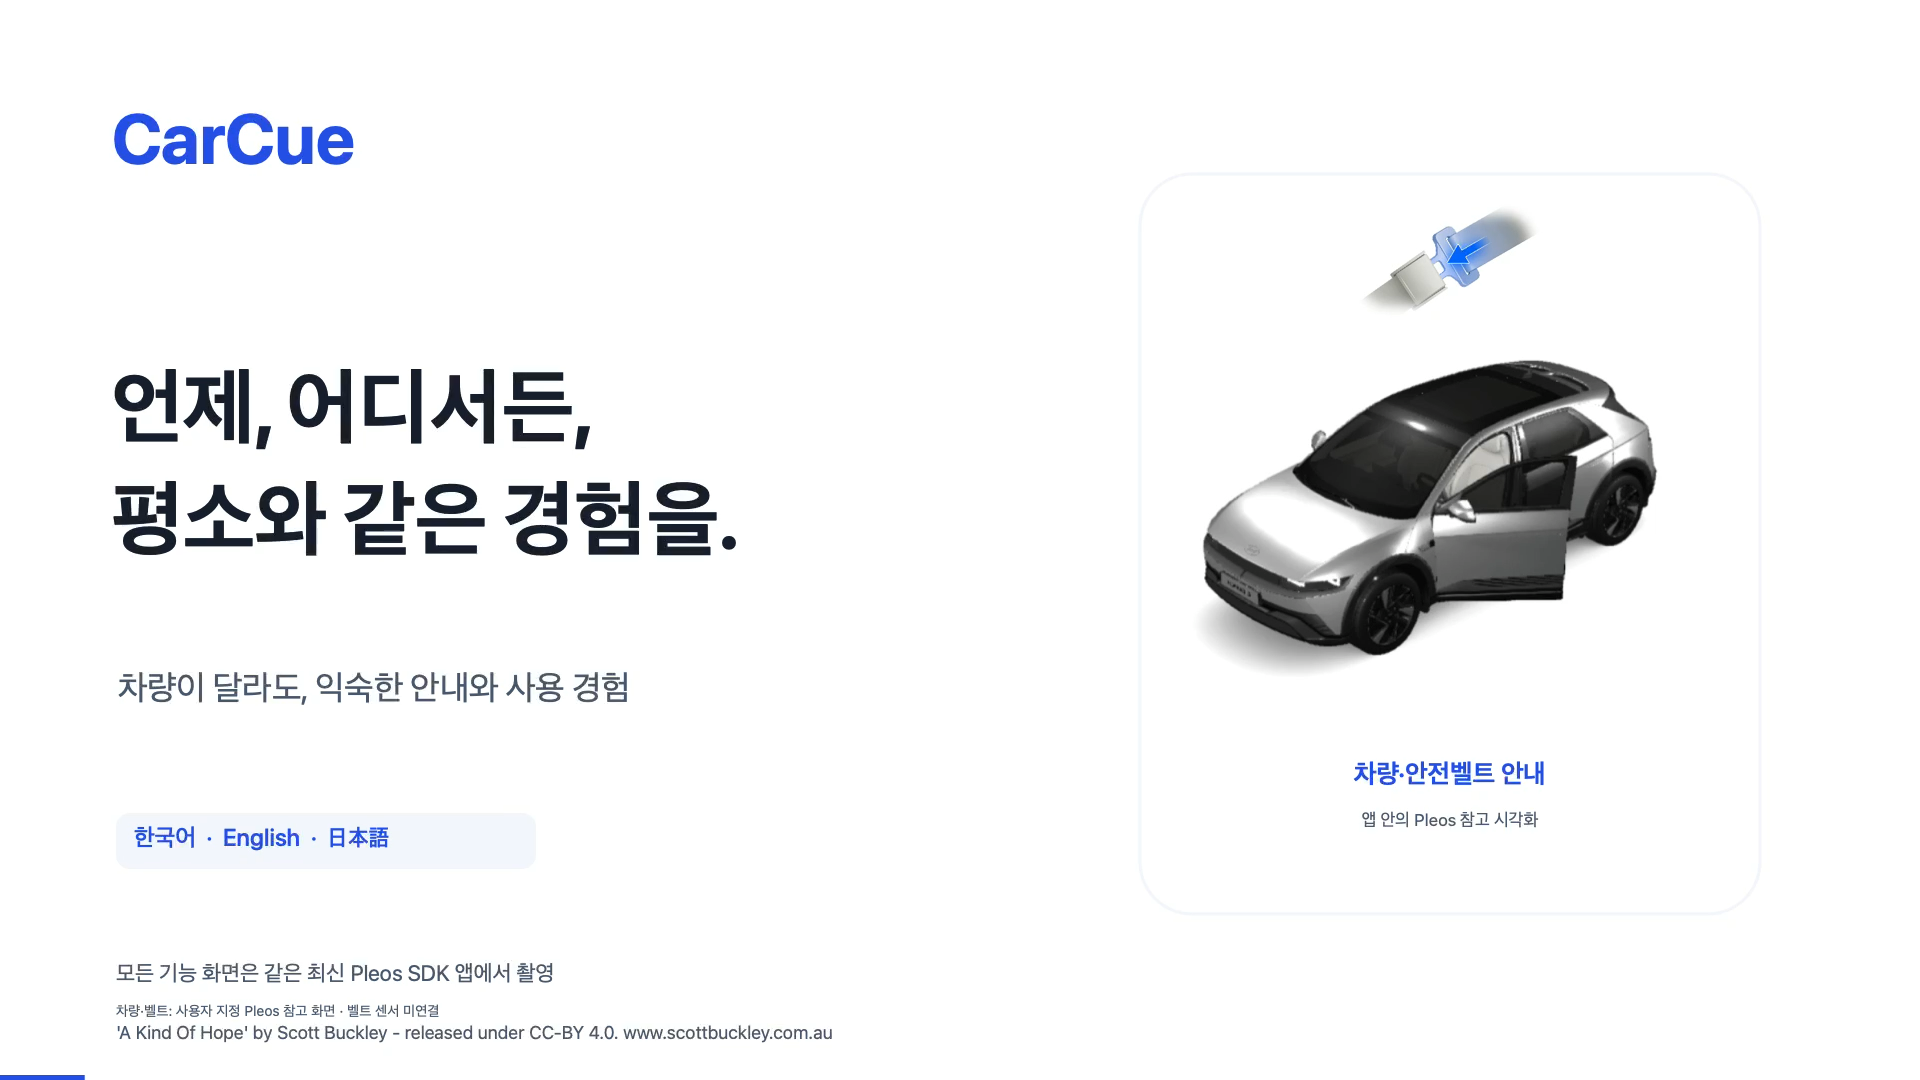 CarCue
언제, 어디서든,
평소와 같은 경험을.
차량이 달라도, 익숙한 안내와 사용 경험
한국어 · English · 日本語
모든 기능 화면은 같은 최신 Pleos SDK 앱에서 촬영
차량·벨트: 사용자 지정 Pleos 참고 화면 · 벨트 센서 미연결
'A Kind Of Hope' by Scott Buckley - released under CC-BY 4.0. www.scottbuckley.com.au
차량·안전벨트 안내
앱 안의 Pleos 참고 시각화